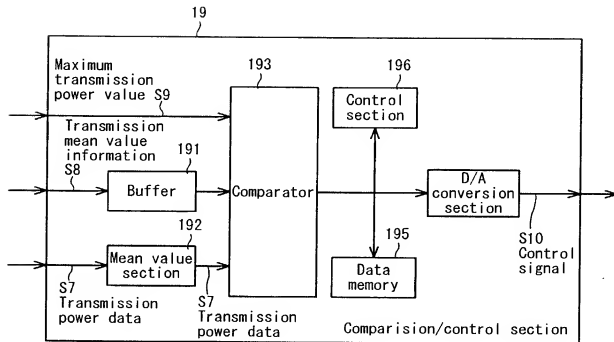 19
Maximum
transmission
power value S9
193
196
Transmission
mean value
information
Control
section
S8
191
Buffer
Comparator
D/A
conversion
section
192
195
Mean value
section
Data
memory
S10
Control
signal
S7
Transmission
power data
S7
Transmission
power data
Comparision/control section